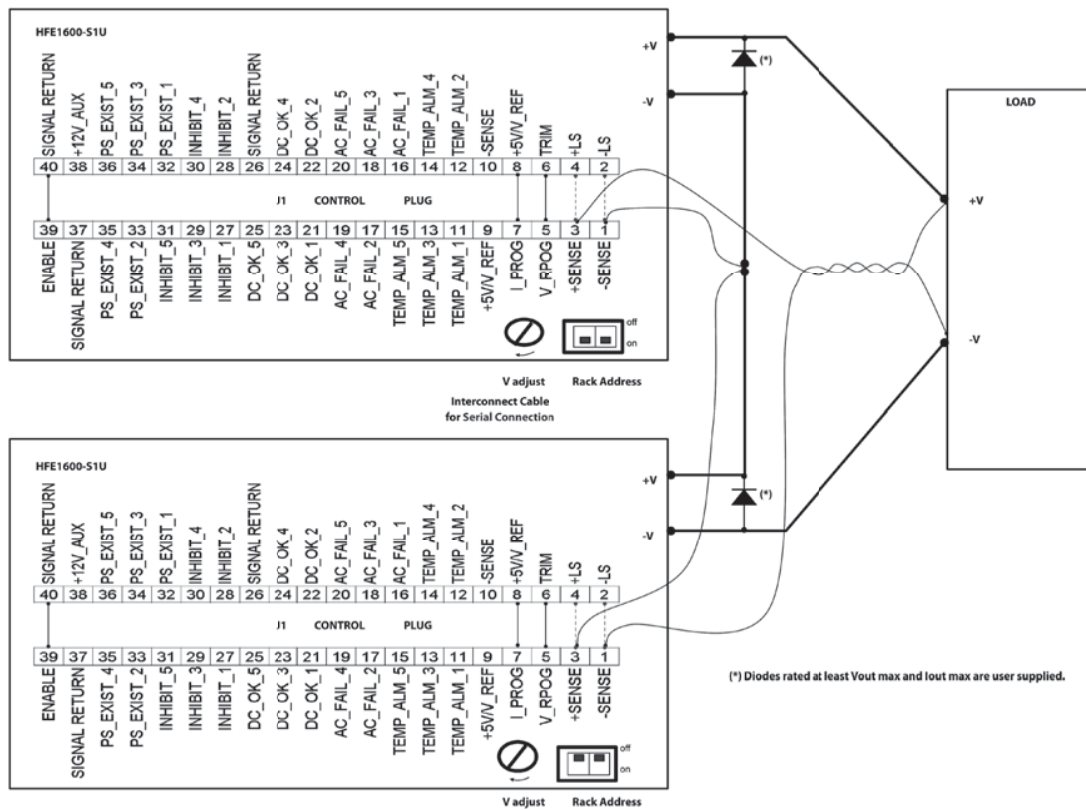 HFE1600-S1U
SIGNAL RETURN
+12V_AUX
PS_EXIST_5
PS_EXIST_3
PS_EXIST_1
INHIBIT_4
INHIBIT_2
SIGNAL RETURN
DC_OK_4
DC_OK_2
AC_FAIL_5
AC_FAIL_3
AC_FAIL_1
TEMP_ALM_4
TEMP_ALM_2
-SENSE
+5V/V_REF
TRIM
+LS
-LS
40 38 36 34 32 30 28 26 24 22 20 18 16 14 12 10 8 6 4 2
J1 CONTROL PLUG
39 37 35 33 31 29 27 25 23 21 19 17 15 13 11 9 7 5 3 1
ENABLE
SIGNAL RETURN
PS_EXIST_4
PS_EXIST_2
INHIBIT_5
INHIBIT_3
INHIBIT_1
DC_OK_5
DC_OK_3
DC_OK_1
AC_FAIL_4
AC_FAIL_2
TEMP_ALM_5
TEMP_ALM_3
TEMP_ALM_1
+5V/V_REF
I_PROG
V_RPOG
+SENSE
-SENSE
off
on
V adjust
Rack Address
+V
-V
(*)
LOAD
+V
-V
Interconnect Cable
for Serial Connection
HFE1600-S1U
SIGNAL RETURN
+12V_AUX
PS_EXIST_5
PS_EXIST_3
PS_EXIST_1
INHIBIT_4
INHIBIT_2
SIGNAL RETURN
DC_OK_4
DC_OK_2
AC_FAIL_5
AC_FAIL_3
AC_FAIL_1
TEMP_ALM_4
TEMP_ALM_2
-SENSE
+5V/V_REF
TRIM
+LS
-LS
40 38 36 34 32 30 28 26 24 22 20 18 16 14 12 10 8 6 4 2
J1 CONTROL PLUG
39 37 35 33 31 29 27 25 23 21 19 17 15 13 11 9 7 5 3 1
ENABLE
SIGNAL RETURN
PS_EXIST_4
PS_EXIST_2
INHIBIT_5
INHIBIT_3
INHIBIT_1
DC_OK_5
DC_OK_3
DC_OK_1
AC_FAIL_4
AC_FAIL_2
TEMP_ALM_5
TEMP_ALM_3
TEMP_ALM_1
+5V/V_REF
I_PROG
V_RPOG
+SENSE
-SENSE
off
on
V adjust
Rack Address
+V
-V
(*)
(*) Diodes rated at least Vout max and Iout max are user supplied.